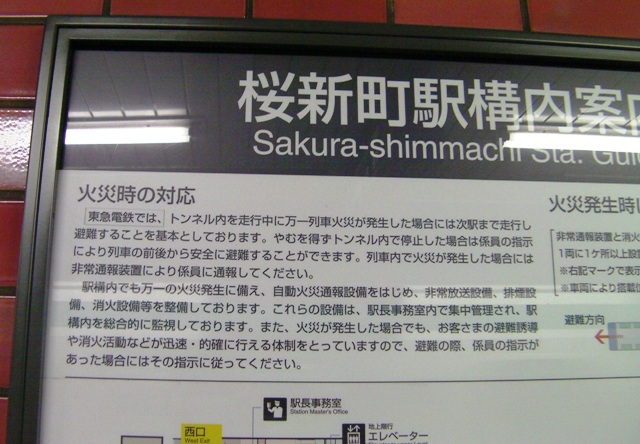 桜新町駅構内案内
Sakura-shimmachi Sta. Gui
火災時の対応
東急電鉄では、トンネル内を走行中に万一列車火災が発生した場合には次駅まで走行し
避難することを基本としております。やむを得ずトンネル内で停止した場合は係員の指示
により列車の前後から安全に避難することができます。列車内で火災が発生した場合には
非常通報装置により係員に通報してください。
駅構内でも万一の火災発生に備え、自動火災通報設備をはじめ、非常放送設備、排煙設
備、消火設備等を整備しております。これらの設備は、駅長事務室内で集中管理され、駅
構内を総合的に監視しております。また、火災が発生した場合でも、お客さまの避難誘導
や消火活動などが迅速・的確に行える体制をとっていますので、避難の際、係員の指示が
あった場合にはその指示に従ってください。
火災発生時に
非常通報装置と消火
1両に1ヶ所以上設
※右記マークで表示
※車両により搭載位
避難方向
駅長事務室
Station Master's Office
西口
West Exit
地上階行
エレベーター